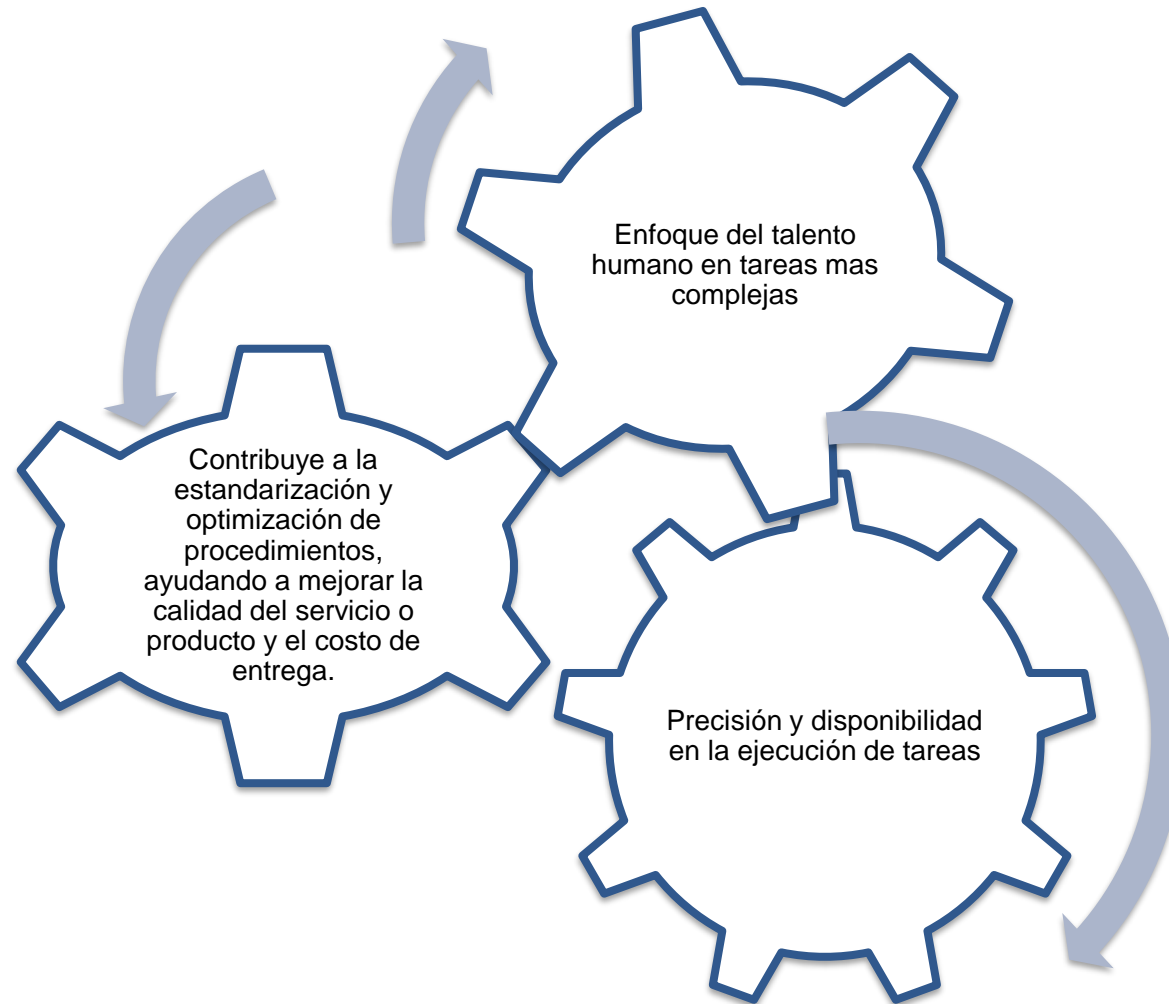 Enfoque del talento
humano en tareas mas
complejas
Contribuye a la
estandarización y
optimización de
procedimientos,
ayudando a mejorar la
calidad del servicio o
producto y el costo de
entrega.
Precisión y disponibilidad
en la ejecución de tareas